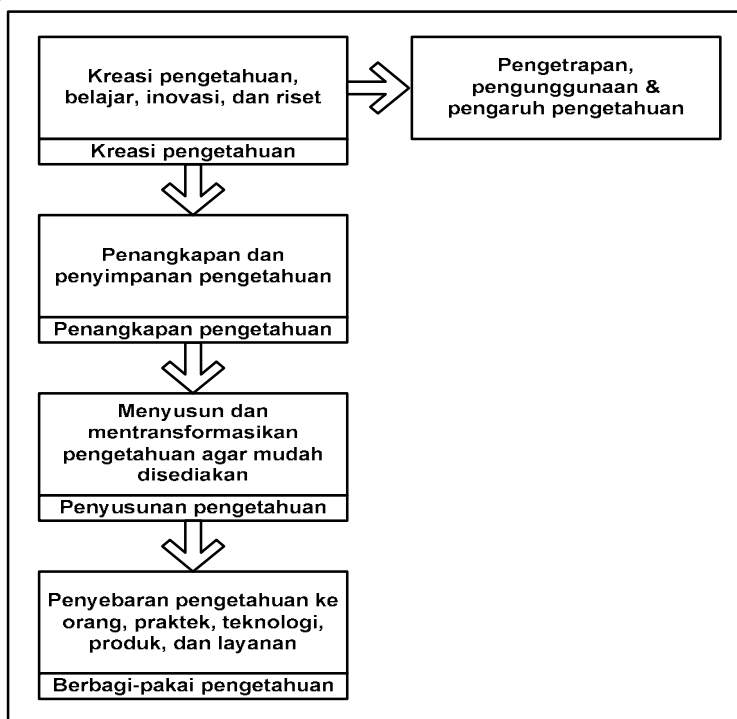 Kreasi pengetahuan,
belajar, inovasi, dan riset
Kreasi pengetahuan
Pengetrapan,
pengunggunaan &
pengaruh pengetahuan
Penangkapan dan
penyimpanan pengetahuan
Penangkapan pengetahuan
Menyusun dan
mentransformasikan
pengetahuan agar mudah
disediakan
Penyusunan pengetahuan
Penyebaran pengetahuan ke
orang, praktek, teknologi,
produk, dan layanan
Berbagi-pakai pengetahuan